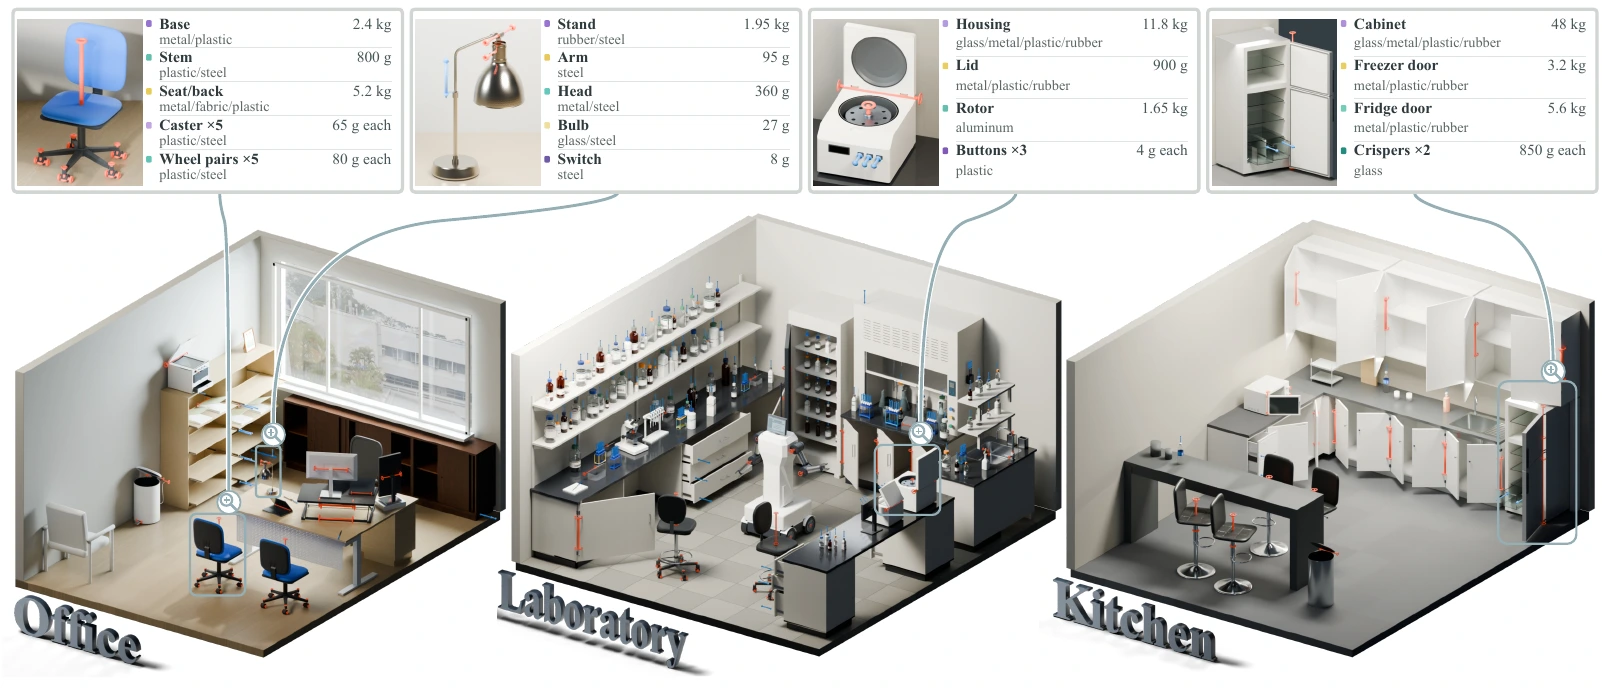 Base 2.4 kg
metal/plastic
Stem 800 g
plastic/steel
Seat/back 5.2 kg
metal/fabric/plastic
Caster ×5 65 g each
plastic/steel
Wheel pairs ×5 80 g each
plastic/steel
Stand 1.95 kg
rubber/steel
Arm 95 g
steel
Head 360 g
metal/steel
Bulb 27 g
glass/steel
Switch 8 g
steel
Housing 11.8 kg
glass/metal/plastic/rubber
Lid 900 g
metal/plastic/rubber
Rotor 1.65 kg
aluminum
Buttons ×3 4 g each
plastic
Cabinet 48 kg
glass/metal/plastic/rubber
Freezer door 3.2 kg
metal/plastic/rubber
Fridge door 5.6 kg
metal/plastic/rubber
Crispers ×2 850 g each
glass
Office
Laboratory
Kitchen